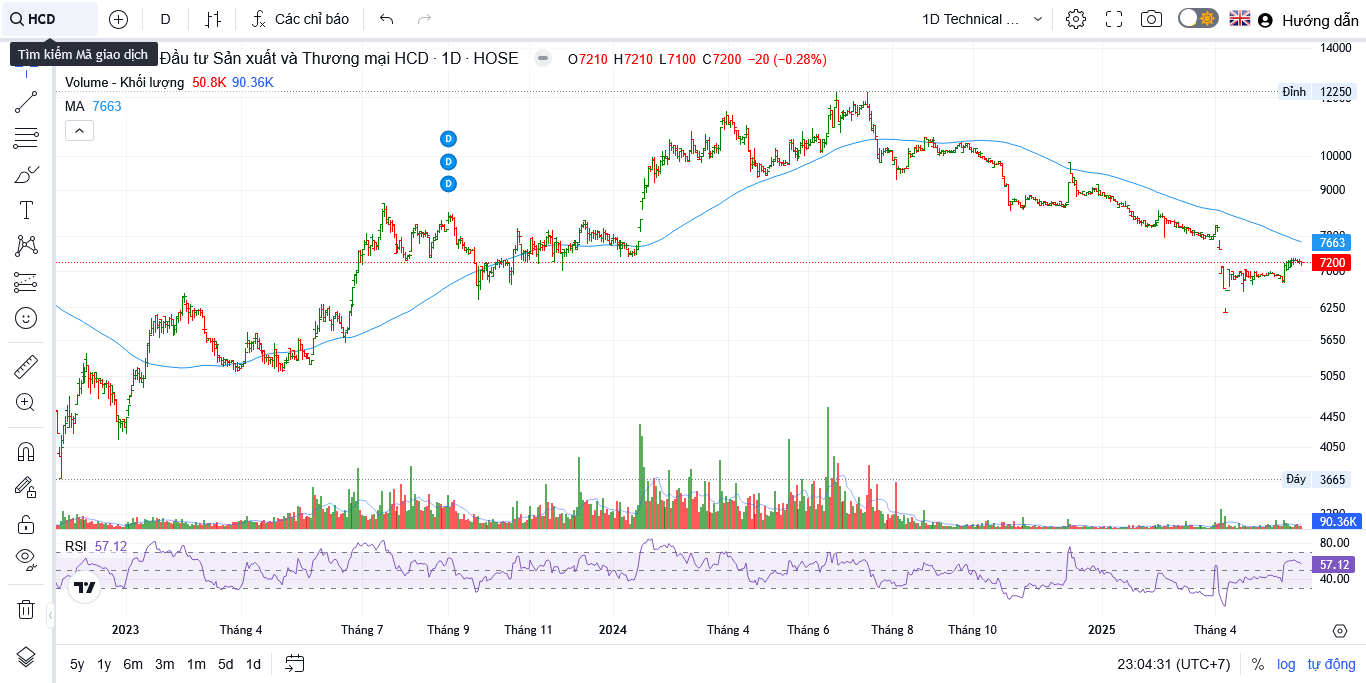 HCD D Các chỉ báo 1D Technical ... Hướng dẫn
Tìm kiếm Mã giao dịch
Đầu tư Sản xuất và Thương mại HCD · 1D · HOSE O7210 H7210 L7100 C7200 −20 (−0.28%)
Volume - Khối lượng 50.8K 90.36K
MA 7663
D
D
D
14000
Đỉnh 12250
10000
9000
7663
7200
6250
5650
5050
4450
4050
Đáy 3665
90.36K
RSI 57.12
80.00
57.12
40.00
2023 Tháng 4 Tháng 7 Tháng 9 Tháng 11 2024 Tháng 4 Tháng 6 Tháng 8 Tháng 10 2025 Tháng 4
5y 1y 6m 3m 1m 5d 1d 23:04:31 (UTC+7) % log tự động